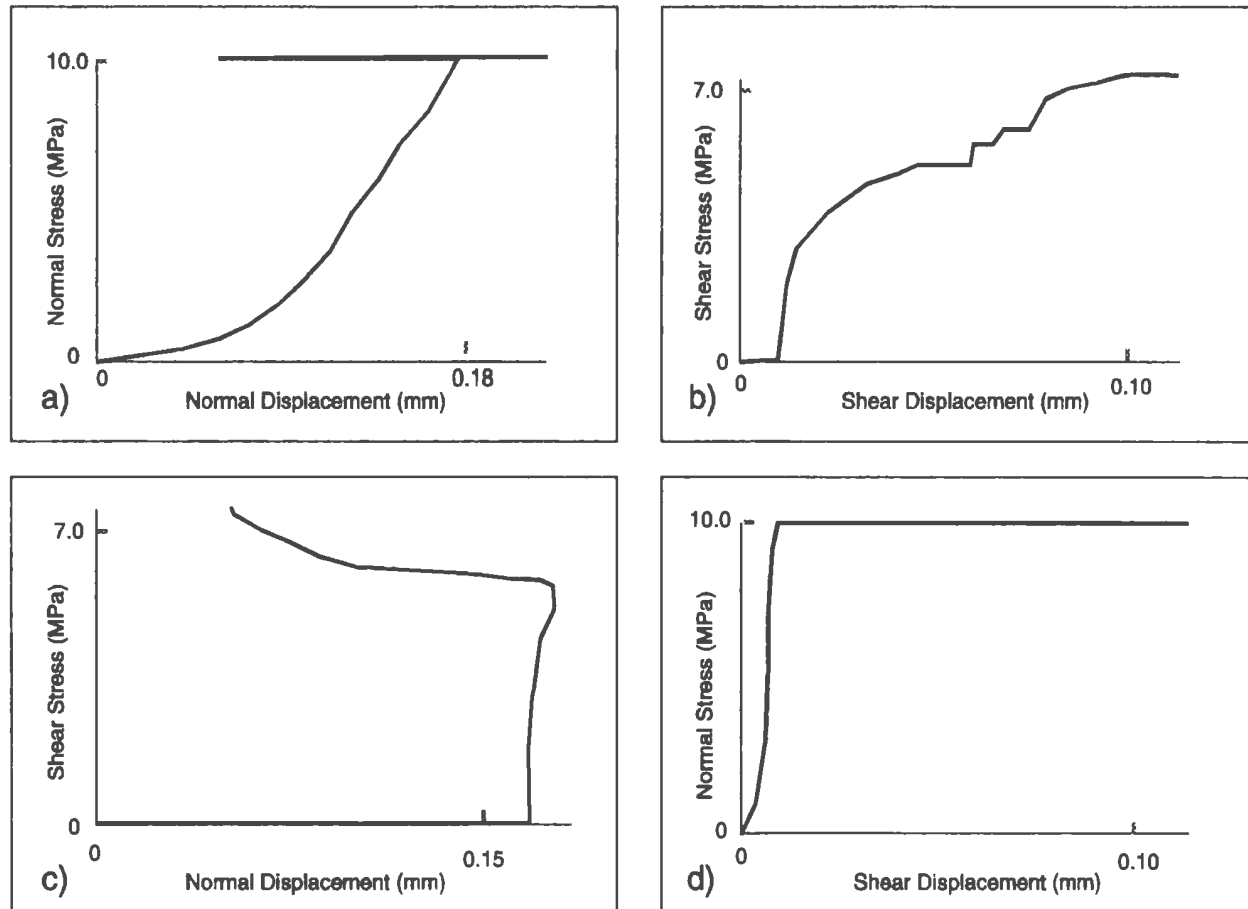 10.0
Normal Stress (MPa)
0
0
0.18
a)
Normal Displacement (mm)
7.0
Shear Stress (MPa)
0
0
0.10
b)
Shear Displacement (mm)
7.0
Shear Stress (MPa)
0
0
0.15
c)
Normal Displacement (mm)
10.0
Normal Stress (MPa)
0
0
0.10
d)
Shear Displacement (mm)